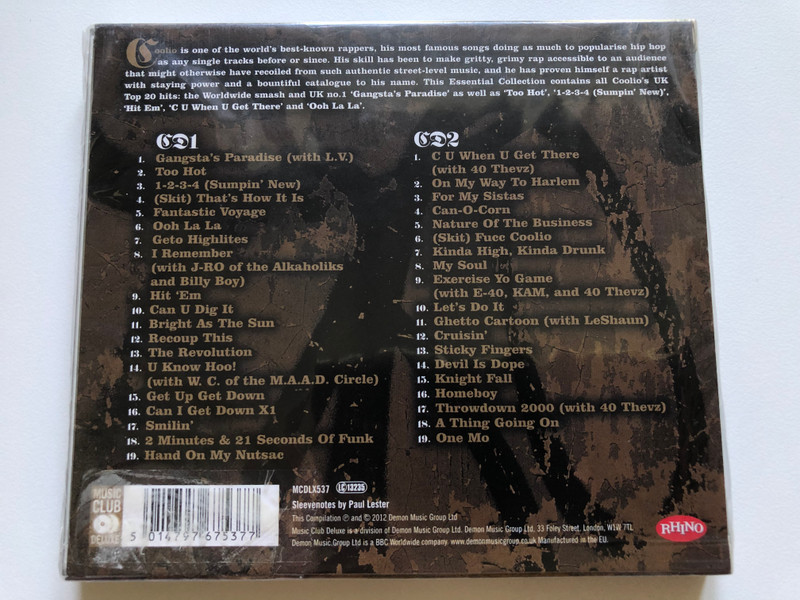 Coolio is one of the world's best-known rappers, his most famous songs doing as much to popularise hip hop
as any single tracks before or since. His skill has been to make gritty, grimy rap accessible to an audience
that might otherwise have recoiled from such authentic street-level music, and he has proven himself a rap artist
with staying power and a bountiful catalogue to his name. This Essential Collection contains all Coolio's UK
Top 20 hits: the Worldwide smash and UK no.1 'Gangsta's Paradise' as well as 'Too Hot', '1-2-3-4 (Sumpin' New)',
'Hit Em', 'C U When U Get There' and 'Ooh La La'.
CD1
1. Gangsta's Paradise (with L.V.)
2. Too Hot
3. 1-2-3-4 (Sumpin' New)
4. (Skit) That's How It Is
5. Fantastic Voyage
6. Ooh La La
7. Geto Highlites
8. I Remember
(with J-RO of the Alkaholiks
and Billy Boy)
9. Hit 'Em
10. Can U Dig It
11. Bright As The Sun
12. Recoup This
13. The Revolution
14. U Know Hoo!
(with W. C. of the M.A.A.D. Circle)
15. Get Up Get Down
16. Can I Get Down X1
17. Smilin'
18. 2 Minutes & 21 Seconds Of Funk
19. Hand On My Nutsac
CD2
1. C U When U Get There
(with 40 Thevz)
2. On My Way To Harlem
3. For My Sistas
4. Can-O-Corn
5. Nature Of The Business
6. (Skit) Fucc Coolio
7. Kinda High, Kinda Drunk
8. My Soul
9. Exercise Yo Game
(with E-40, KAM, and 40 Thevz)
10. Let's Do It
11. Ghetto Cartoon (with LeShaun)
12. Cruisin'
13. Sticky Fingers
14. Devil Is Dope
15. Knight Fall
16. Homeboy
17. Throwdown 2000 (with 40 Thevz)
18. A Thing Going On
19. One Mo
MUSIC
CLUB
DELUXE
5 014797 675377
MCDLX537 LC 13235
Sleevenotes by Paul Lester
This Compilation ℗ and © 2012 Demon Music Group Ltd
Music Club Deluxe is a division of Demon Music Group Ltd. Demon Music Group Ltd, 33 Foley Street, London, W1W 7TL
Demon Music Group Ltd is a BBC Worldwide company. www.demonmusicgroup.co.uk Manufactured in the EU.
RHINO